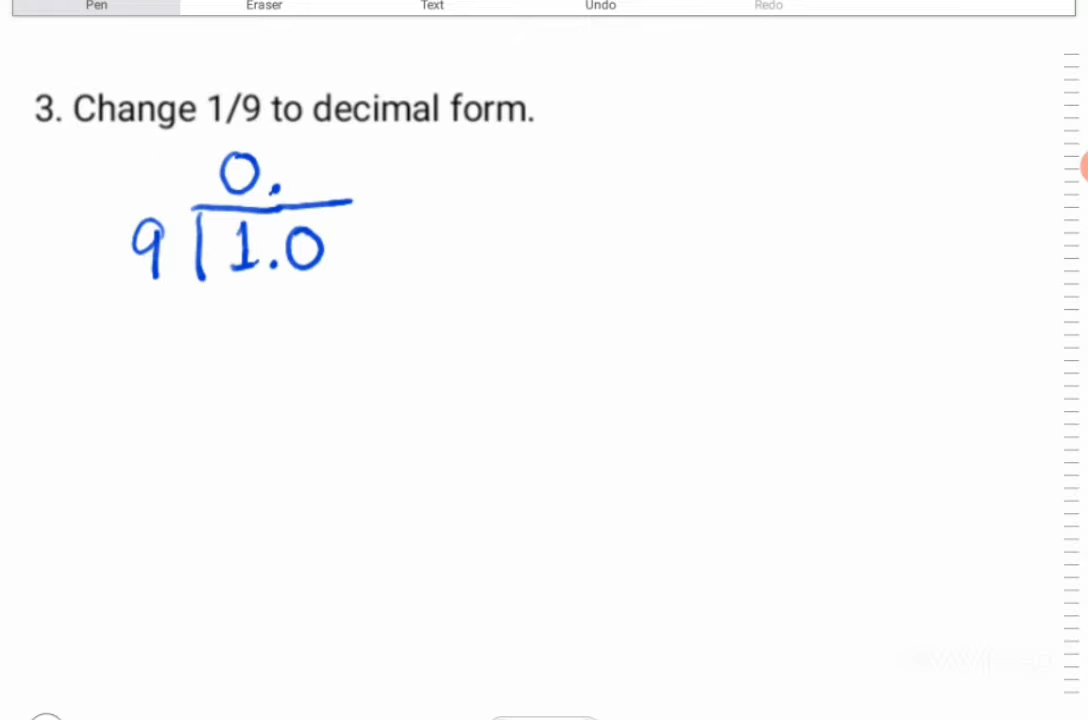 Pen Eraser Text Undo Redo
3. Change 1/9 to decimal form.
0.
9 1.0